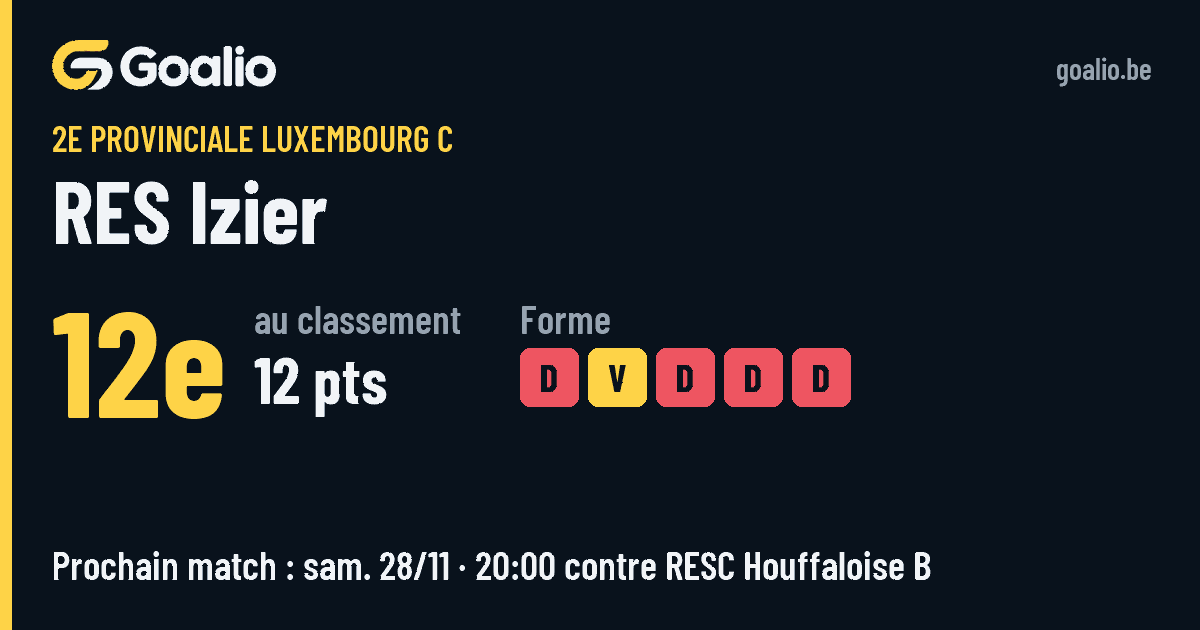 Goalio
goalio.be
2E PROVINCIALE LUXEMBOURG C
RES Izier
12e
au classement
12 pts
Forme
D V D D D
Prochain match : sam. 28/11 · 20:00 contre RESC Houffaloise B